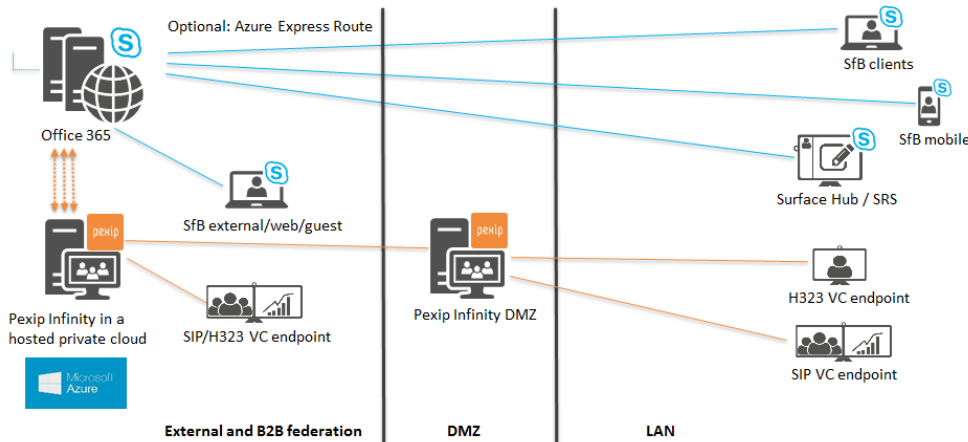 Optional: Azure Express Route
S
S
SfB clients
S
Office 365
SfB mobile
S
S
Surface Hub / SRS
SfB external/web/guest
pexip
pexip
H323 VC endpoint
Pexip Infinity in a
hosted private cloud
SIP/H323 VC endpoint
Pexip Infinity DMZ
SIP VC endpoint
Microsoft
Azure
External and B2B federation
DMZ
LAN